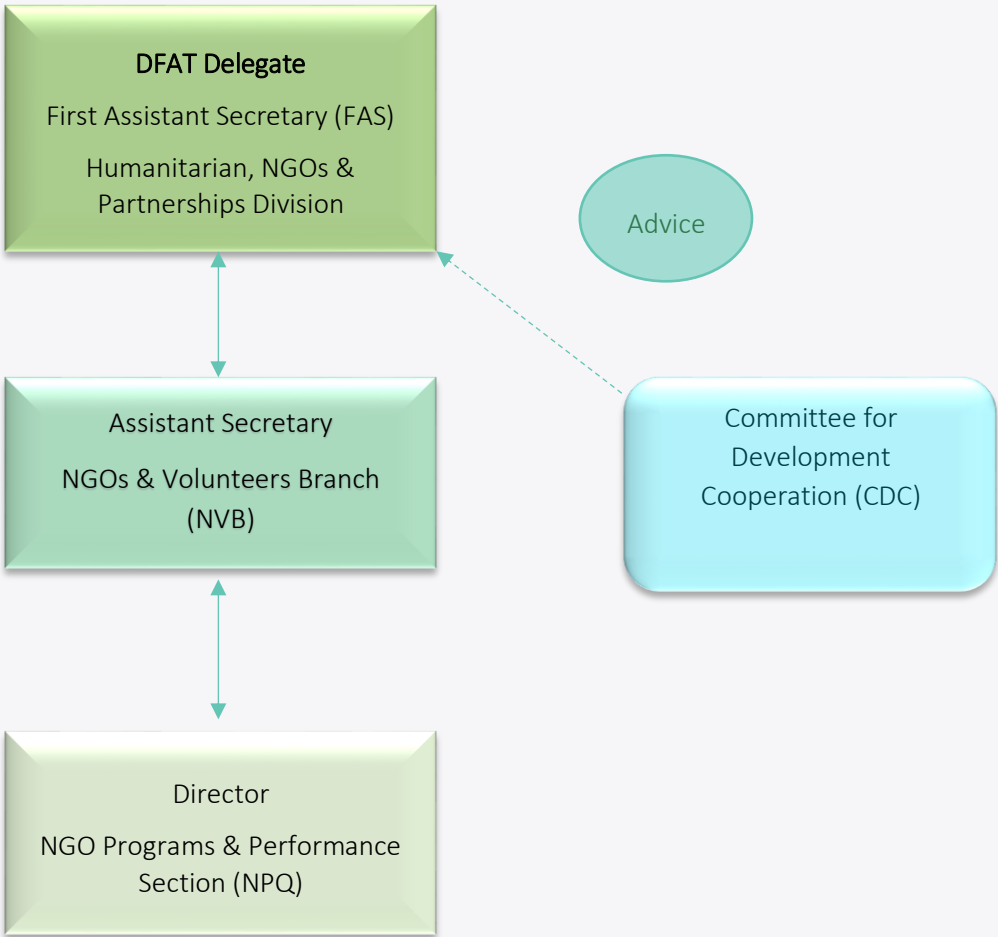 DFAT Delegate
First Assistant Secretary (FAS)
Humanitarian, NGOs &
Partnerships Division
Advice
Assistant Secretary
NGOs & Volunteers Branch
(NVB)
Committee for
Development
Cooperation (CDC)
Director
NGO Programs & Performance
Section (NPQ)